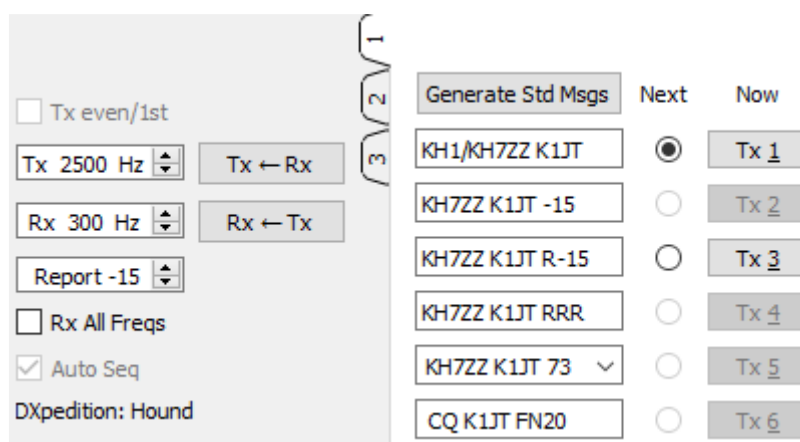 1
2
3
Tx even/1st
Tx 2500 Hz
Tx ← Rx
Rx 300 Hz
Rx ← Tx
Report -15
Rx All Freqs
Auto Seq
DXpedition: Hound
Generate Std Msgs Next Now
KH1/KH7ZZ K1JT Tx 1
KH7ZZ K1JT -15 Tx 2
KH7ZZ K1JT R-15 Tx 3
KH7ZZ K1JT RRR Tx 4
KH7ZZ K1JT 73 Tx 5
CQ K1JT FN20 Tx 6